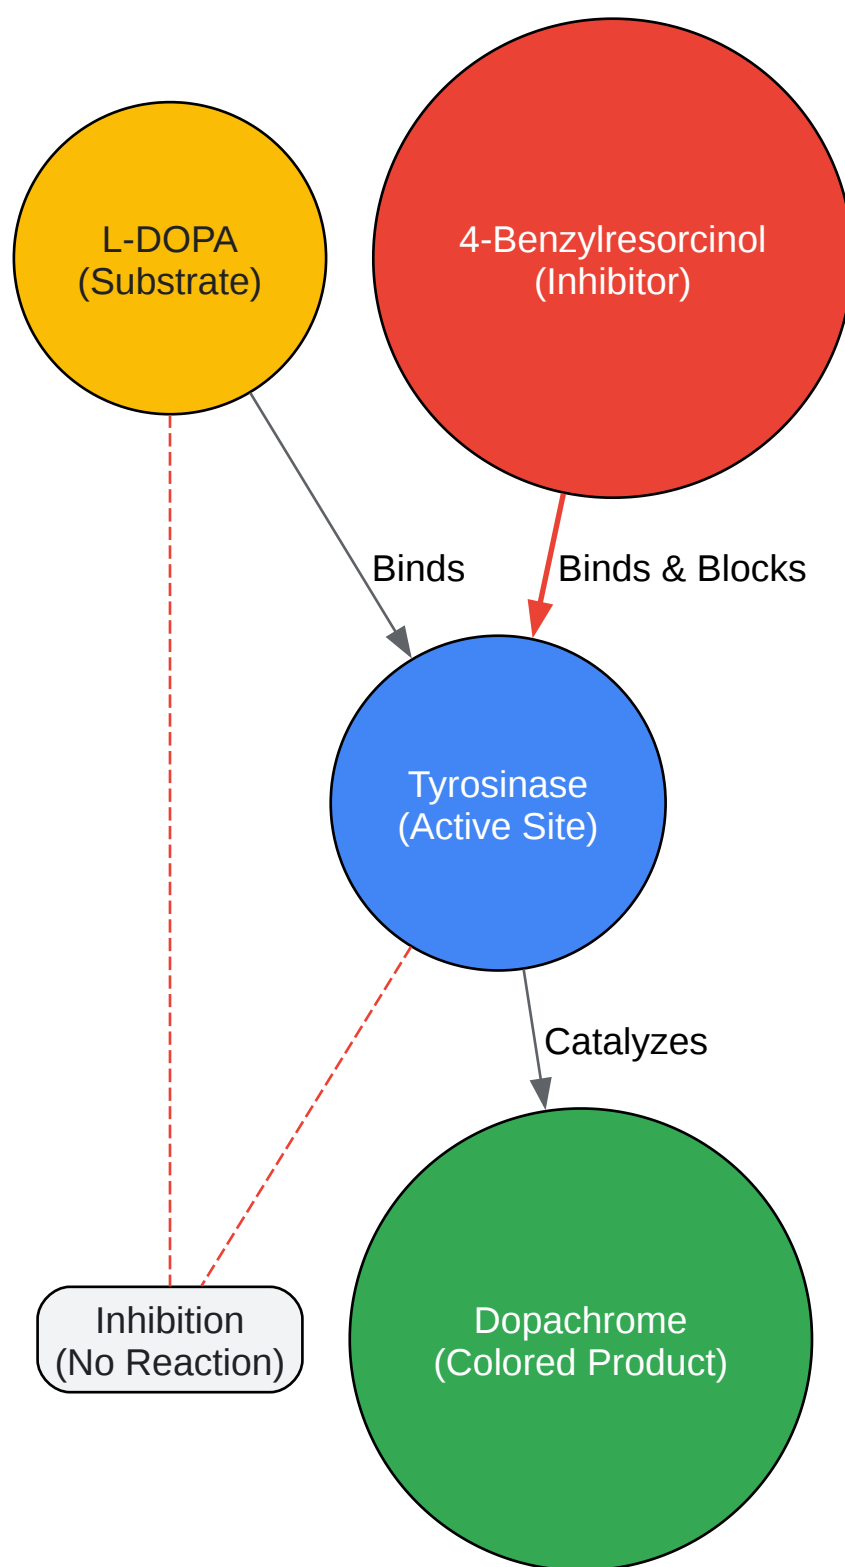 L-DOPA
(Substrate)
4-Benzylresorcinol
(Inhibitor)
Binds
Binds & Blocks
Tyrosinase
(Active Site)
Catalyzes
Inhibition
(No Reaction)
Dopachrome
(Colored Product)